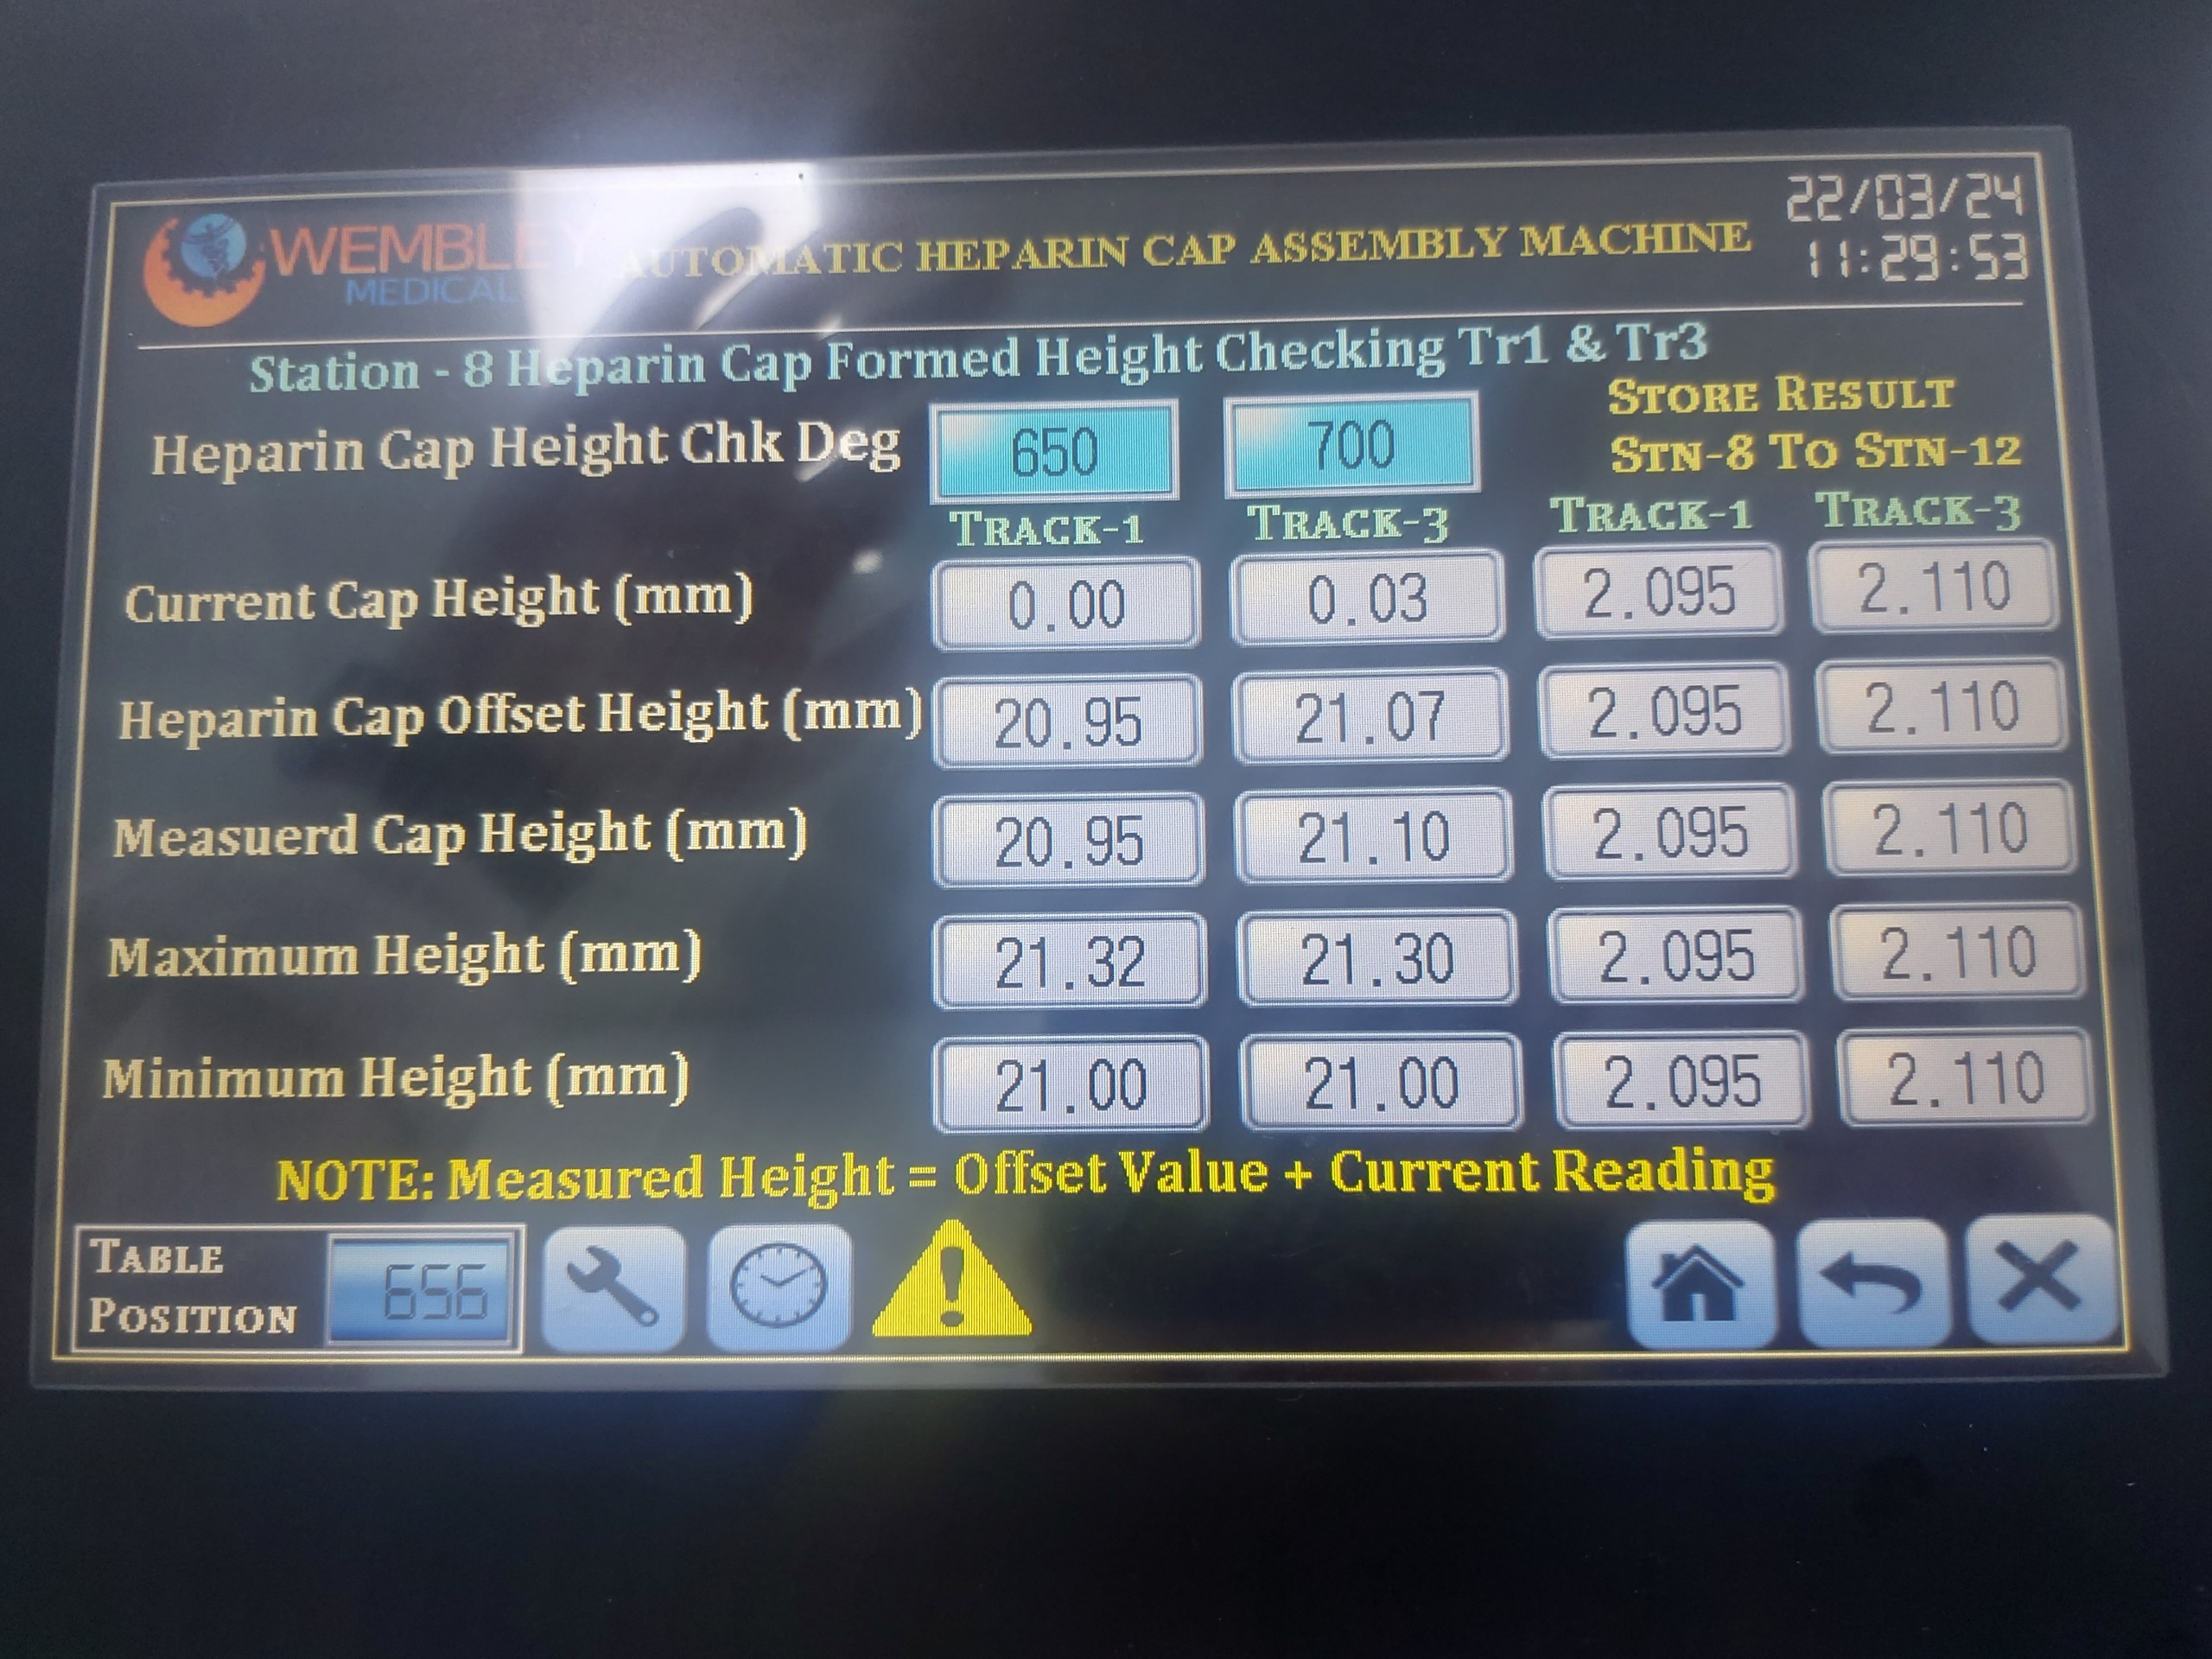 WEMBLEY
MEDICAL
AUTOMATIC HEPARIN CAP ASSEMBLY MACHINE
22/03/24
11:29:53
Station - 8 Heparin Cap Formed Height Checking Tr1 & Tr3
STORE RESULT
STN-8 TO STN-12
Heparin Cap Height Chk Deg 650 700
TRACK-1 TRACK-3 TRACK-1 TRACK-3
Current Cap Height (mm) 0.00 0.03 2.095 2.110
Heparin Cap Offset Height (mm) 20.95 21.07 2.095 2.110
Measuerd Cap Height (mm) 20.95 21.10 2.095 2.110
Maximum Height (mm) 21.32 21.30 2.095 2.110
Minimum Height (mm) 21.00 21.00 2.095 2.110
NOTE: Measured Height = Offset Value + Current Reading
TABLE
POSITION 656